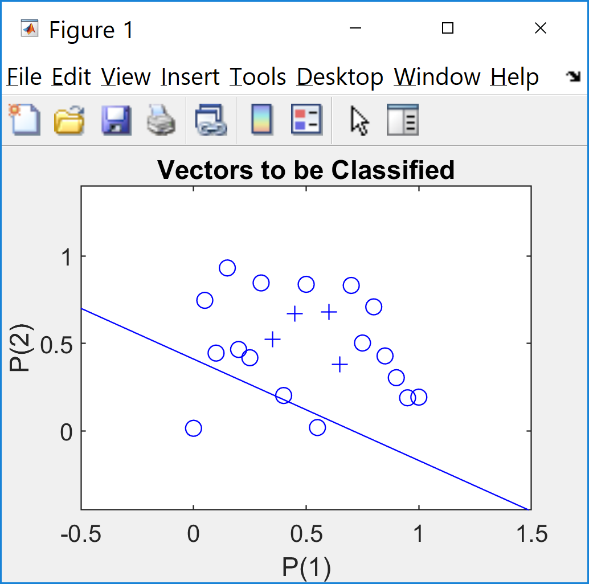 Figure 1
File Edit View Insert Tools Desktop Window Help
Vectors to be Classified
P(2)
1
0.5
0
-0.5 0 0.5 1 1.5
P(1)